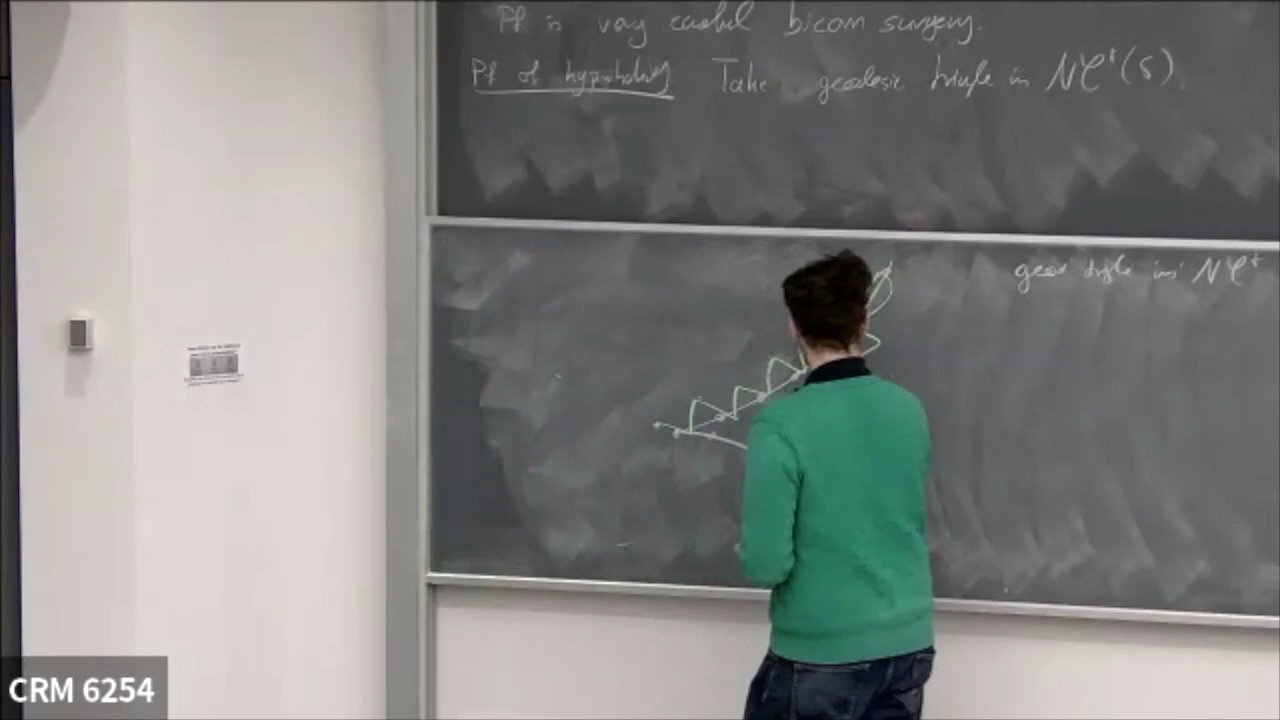 Pf is very careful bicorn surgery.
Pf of hyperbolicity Take geodesic triangle in NC†(S).
geod triangle in NC†
CRM 6254